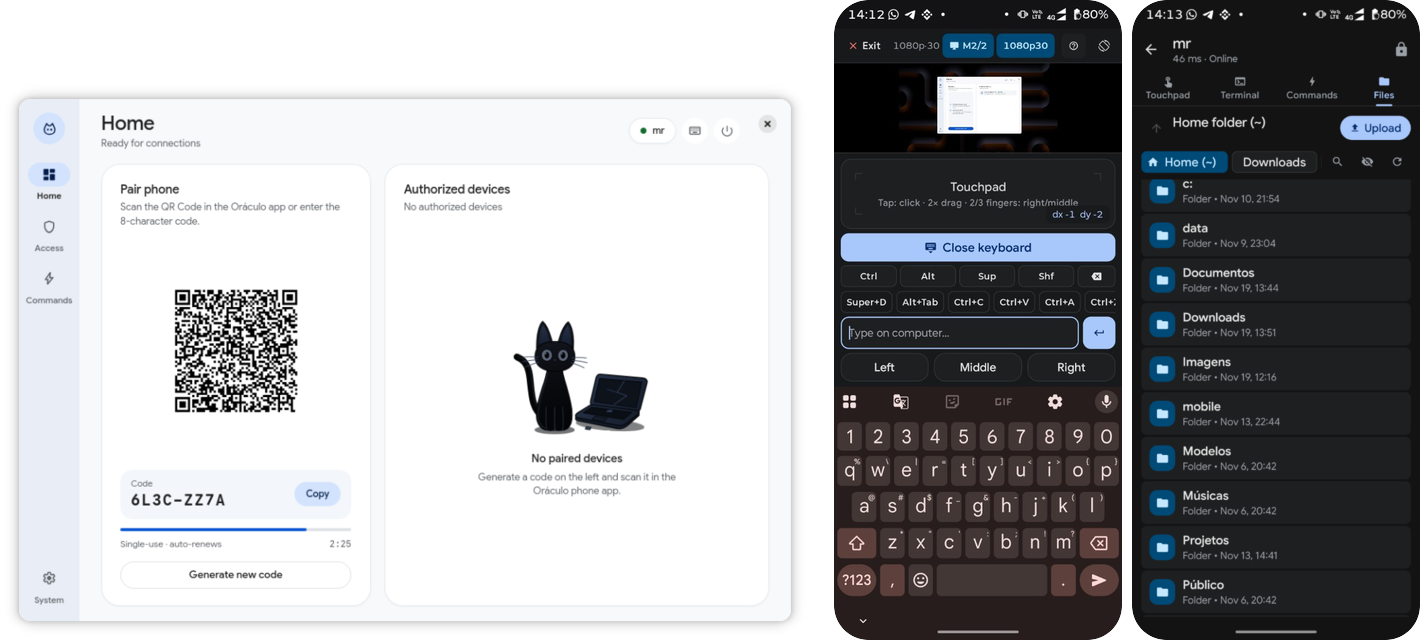 Home
Ready for connections
mr
Home
Access
Commands
System
Pair phone
Scan the QR Code in the Oráculo app or enter the
8-character code.
Code
6L3C-ZZ7A
Copy
Single-use · auto-renews
2:25
Generate new code
Authorized devices
No authorized devices
No paired devices
Generate a code on the left and scan it in the
Oráculo phone app.
14:12
4G
80%
Exit
1080p·30
M2/2
1080p30
Touchpad
Tap: click · 2× drag · 2/3 fingers: right/middle
dx -1 dy -2
Close keyboard
Ctrl
Alt
Sup
Shf
Super+D
Alt+Tab
Ctrl+C
Ctrl+V
Ctrl+A
Type on computer...
Left
Middle
Right
GIF
1 2 3 4 5 6 7 8 9 0
q w e r t y u i o p
a s d f g h j k l
z x c v b n m
?123
,
.
14:13
4G
80%
mr
46 ms · Online
Touchpad
Terminal
Commands
Files
Home folder (~)
Upload
Home (~)
Downloads
c:
Folder • Nov 10, 21:54
data
Folder • Nov 9, 23:04
Documentos
Folder • Nov 19, 13:44
Downloads
Folder • Nov 19, 13:51
Imagens
Folder • Nov 19, 12:16
mobile
Folder • Nov 13, 22:44
Modelos
Folder • Nov 6, 20:42
Músicas
Folder • Nov 6, 20:42
Projetos
Folder • Nov 13, 14:41
Público
Folder • Nov 6, 20:42